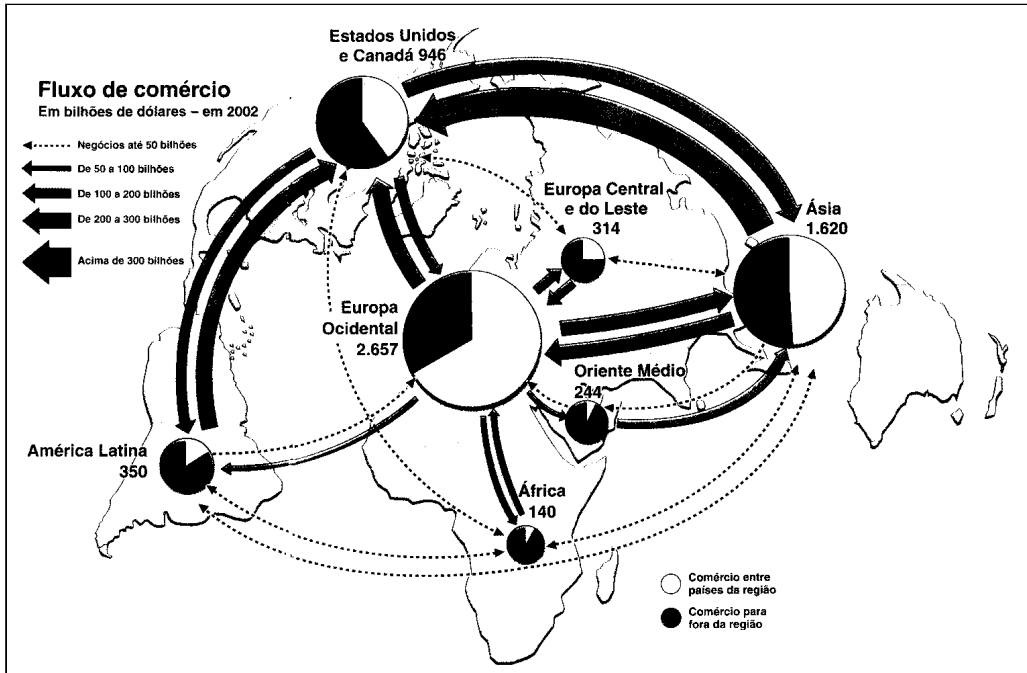 Estados Unidos
e Canadá 946
Fluxo de comércio
Em bilhões de dólares – em 2002
Negócios até 50 bilhões
De 50 a 100 bilhões
De 100 a 200 bilhões
De 200 a 300 bilhões
Acima de 300 bilhões
Europa Central
e do Leste
314
Ásia
1.620
Europa
Ocidental
2.657
Oriente Médio
244
América Latina
350
África
140
Comércio entre
países da região
Comércio para
fora da região